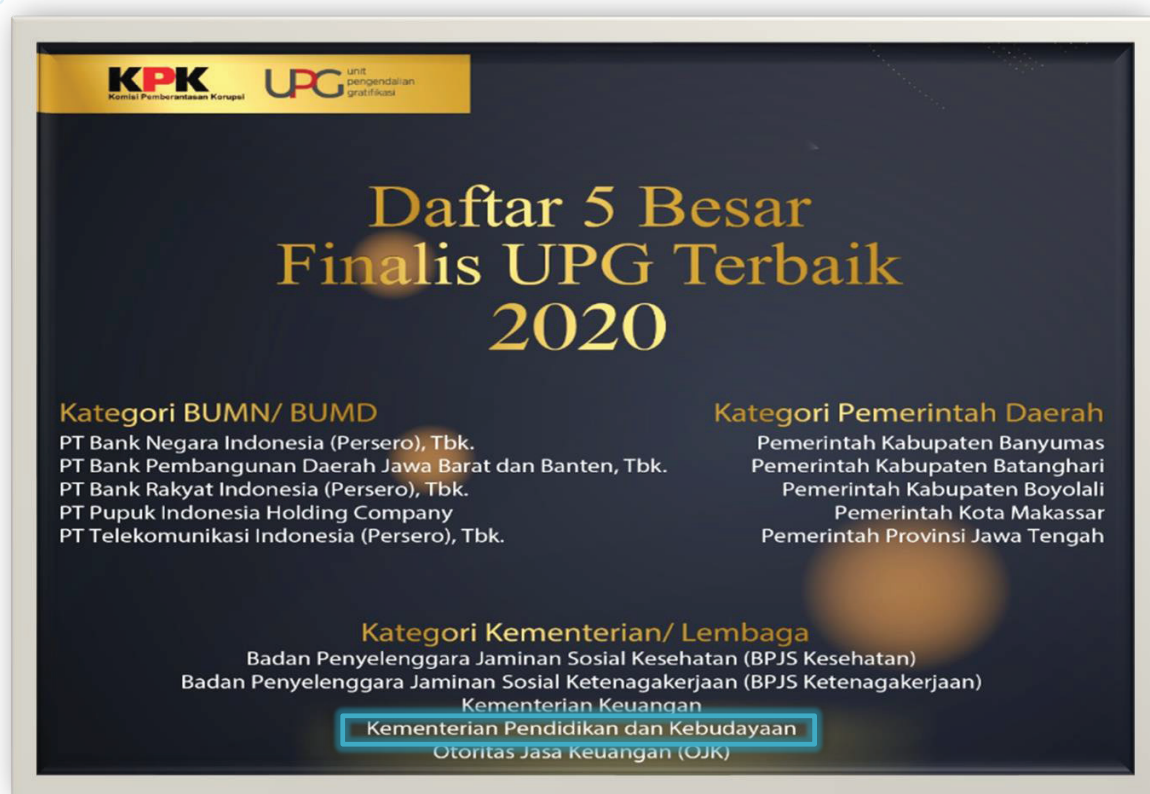 KPK
Komisi Pemberantasan Korupsi
UPG
unit
pengendalian
gratifikasi
Daftar 5 Besar
Finalis UPG Terbaik
2020
Kategori BUMN/ BUMD
PT Bank Negara Indonesia (Persero), Tbk.
PT Bank Pembangunan Daerah Jawa Barat dan Banten, Tbk.
PT Bank Rakyat Indonesia (Persero), Tbk.
PT Pupuk Indonesia Holding Company
PT Telekomunikasi Indonesia (Persero), Tbk.
Kategori Pemerintah Daerah
Pemerintah Kabupaten Banyumas
Pemerintah Kabupaten Batanghari
Pemerintah Kabupaten Boyolali
Pemerintah Kota Makassar
Pemerintah Provinsi Jawa Tengah
Kategori Kementerian/ Lembaga
Badan Penyelenggara Jaminan Sosial Kesehatan (BPJS Kesehatan)
Badan Penyelenggara Jaminan Sosial Ketenagakerjaan (BPJS Ketenagakerjaan)
Kementerian Keuangan
Kementerian Pendidikan dan Kebudayaan
Otoritas Jasa Keuangan (OJK)